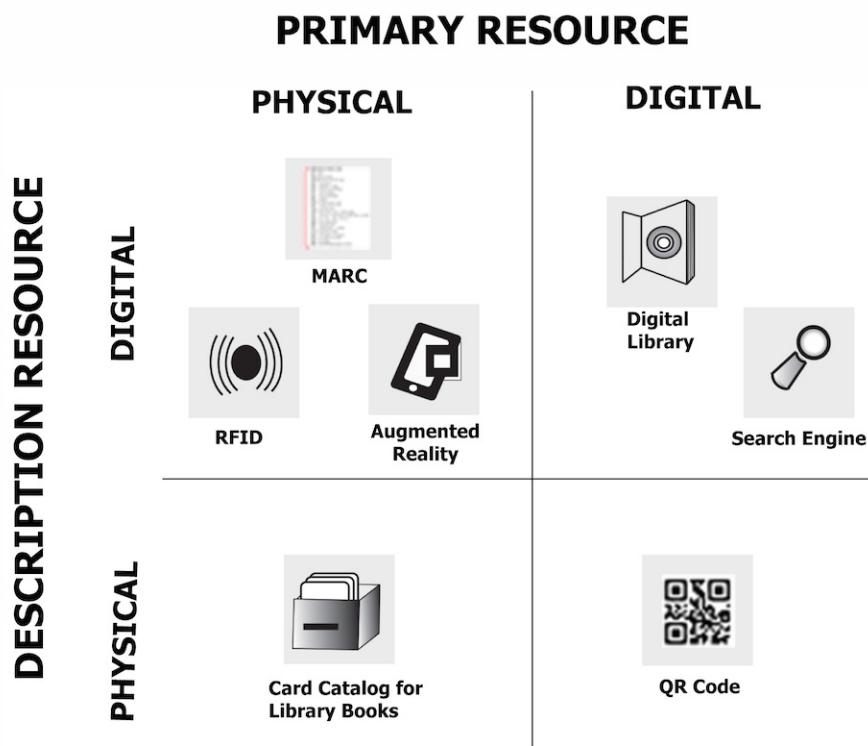 PRIMARY RESOURCE
PHYSICAL
DIGITAL
DESCRIPTION RESOURCE
DIGITAL
MARC
RFID
Augmented
Reality
Digital
Library
Search Engine
PHYSICAL
Card Catalog for
Library Books
QR Code